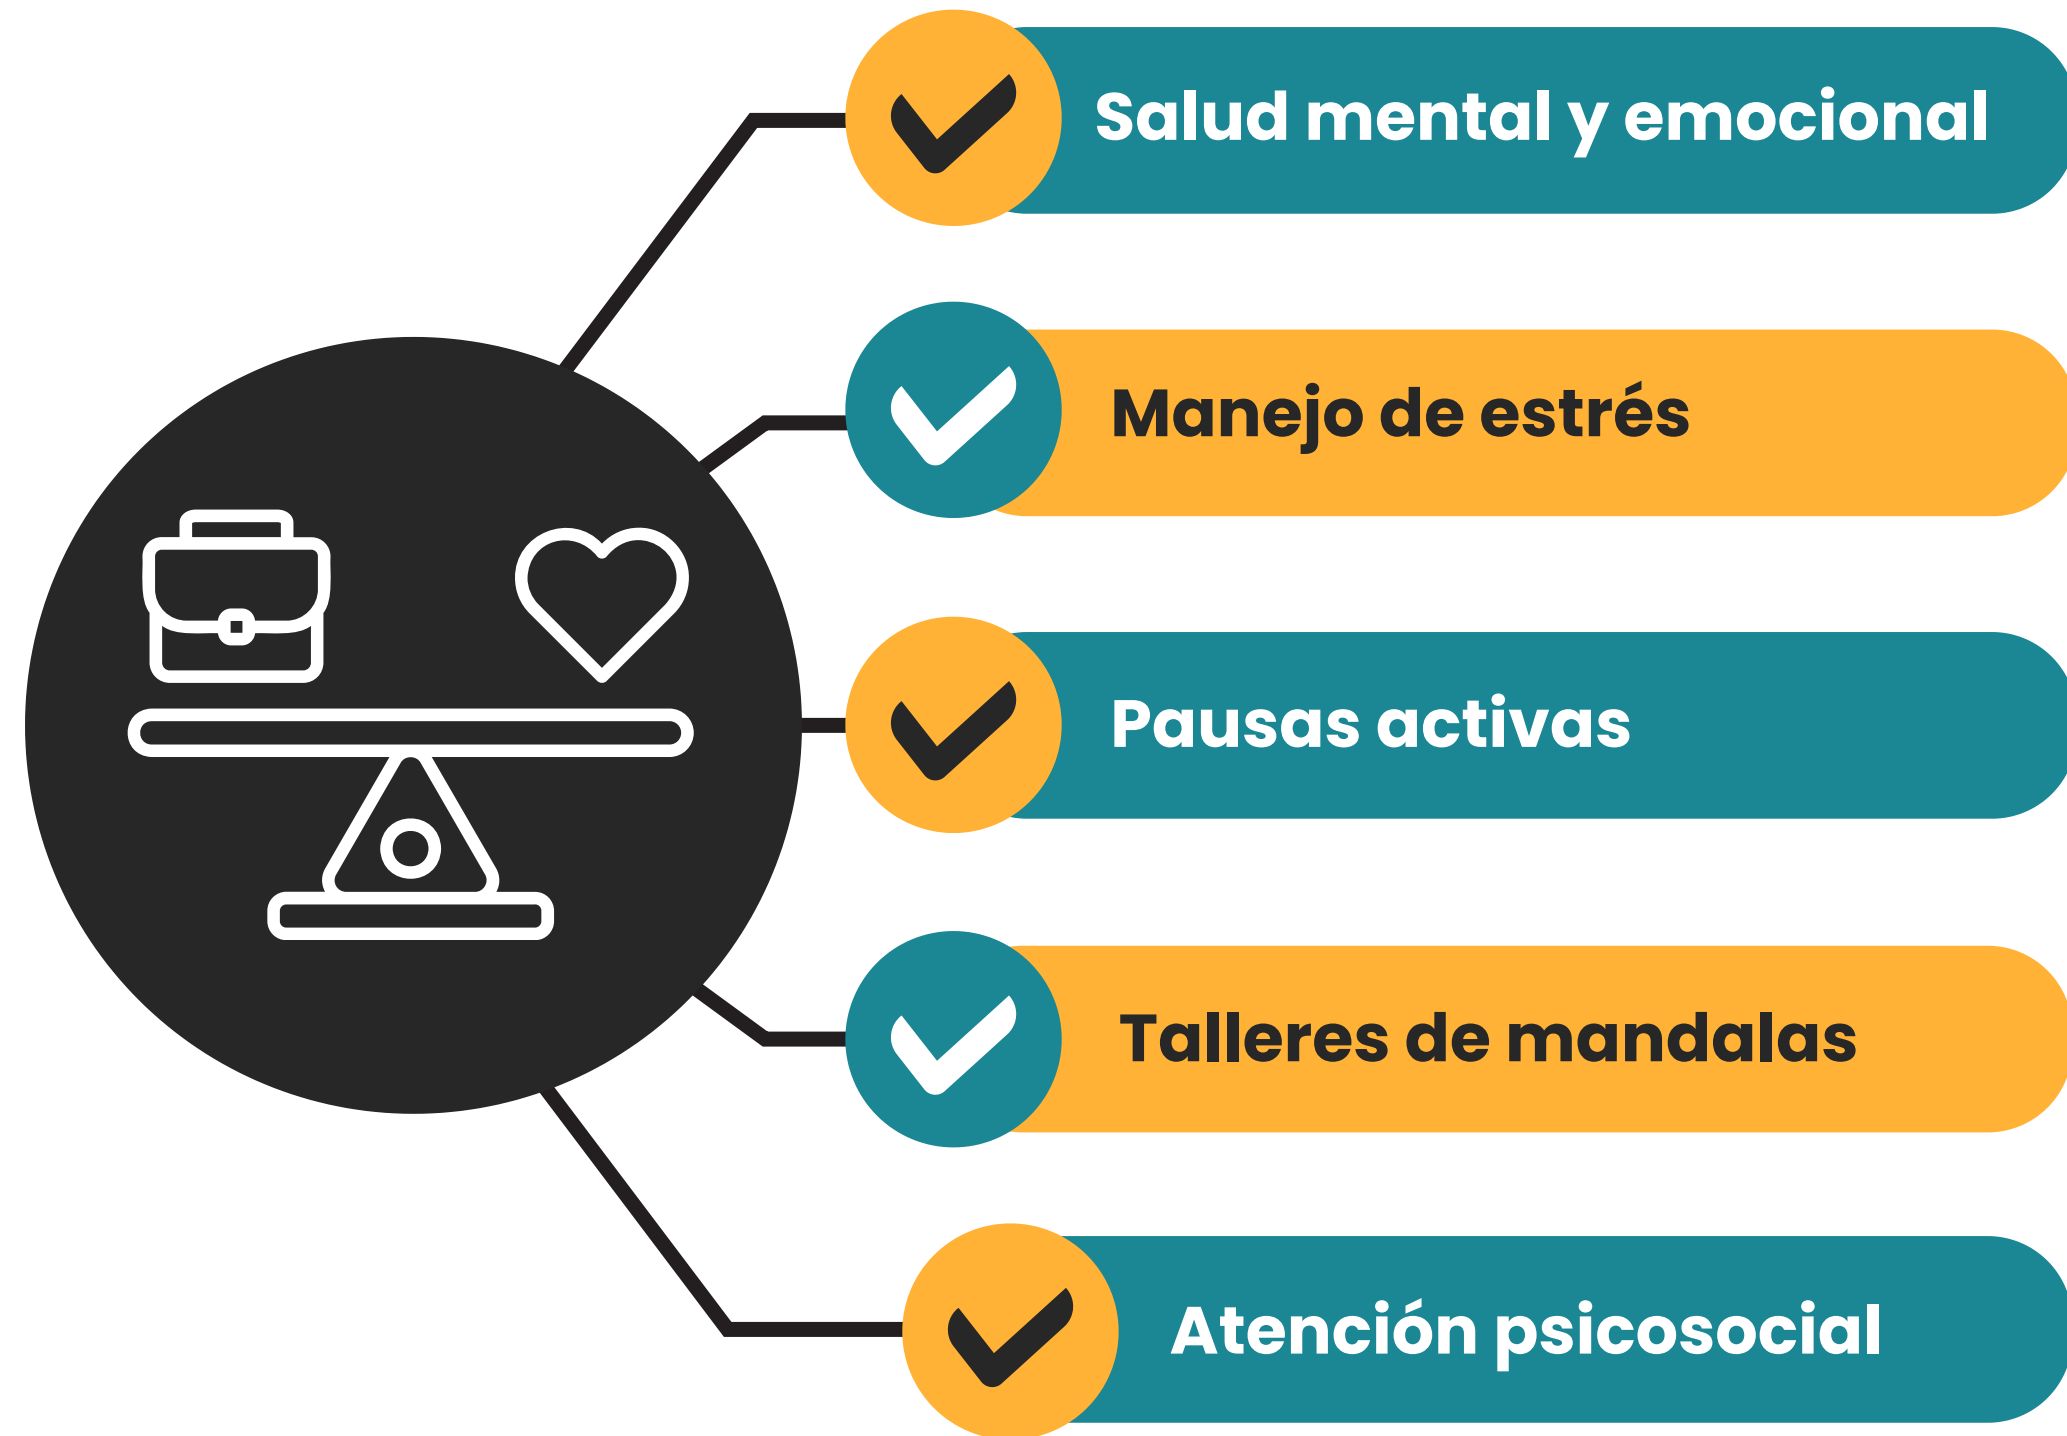 Salud mental y emocional
Manejo de estrés
Pausas activas
Talleres de mandalas
Atención psicosocial